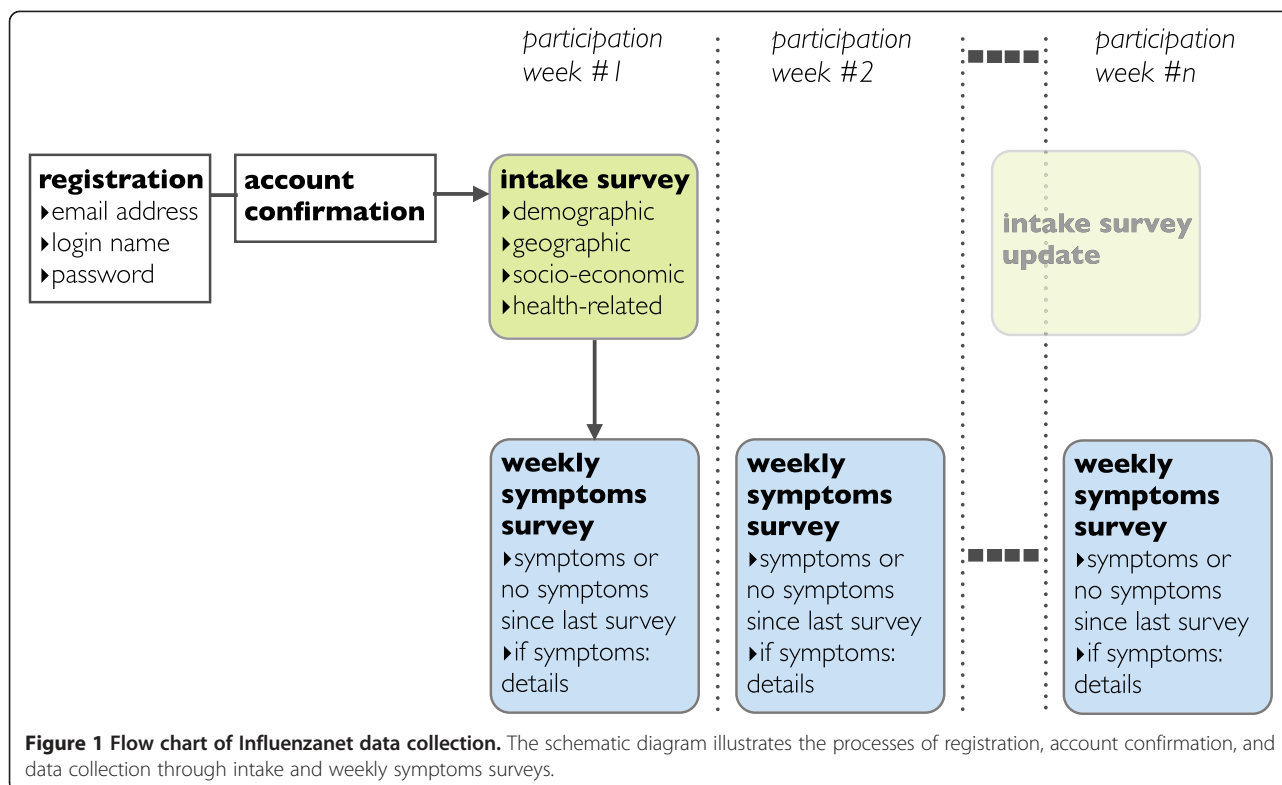 participation
week #1
participation
week #2
participation
week #n
registration
▸email address
▸login name
▸password
account
confirmation
intake survey
▸demographic
▸geographic
▸socio-economic
▸health-related
intake survey
update
weekly
symptoms
survey
▸symptoms or
no symptoms
since last survey
▸if symptoms:
details
weekly
symptoms
survey
▸symptoms or
no symptoms
since last survey
▸if symptoms:
details
weekly
symptoms
survey
▸symptoms or
no symptoms
since last survey
▸if symptoms:
details
Figure 1 Flow chart of Influenzanet data collection. The schematic diagram illustrates the processes of registration, account confirmation, and
data collection through intake and weekly symptoms surveys.